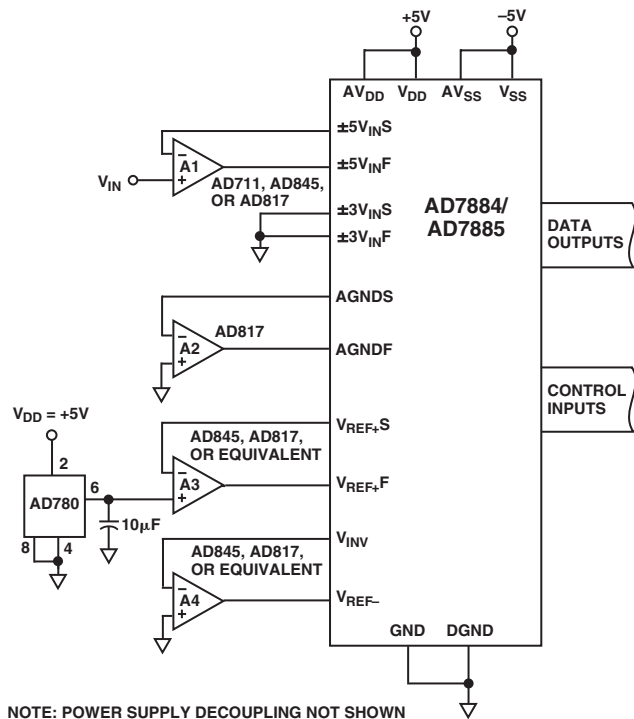 +5V
–5V
AVDD
VDD
AVSS
VSS
±5VINS
±5VINF
±3VINS
±3VINF
AGNDS
AGNDF
VREF+S
VREF+F
VINV
VREF–
GND
DGND
AD7884/
AD7885
DATA
OUTPUTS
CONTROL
INPUTS
VIN
–
A1
+
AD711, AD845,
OR AD817
–
A2
+
AD817
VDD = +5V
2
AD780
6
8
4
10µF
AD845, AD817,
OR EQUIVALENT
–
A3
+
AD845, AD817,
OR EQUIVALENT
–
A4
+
NOTE: POWER SUPPLY DECOUPLING NOT SHOWN